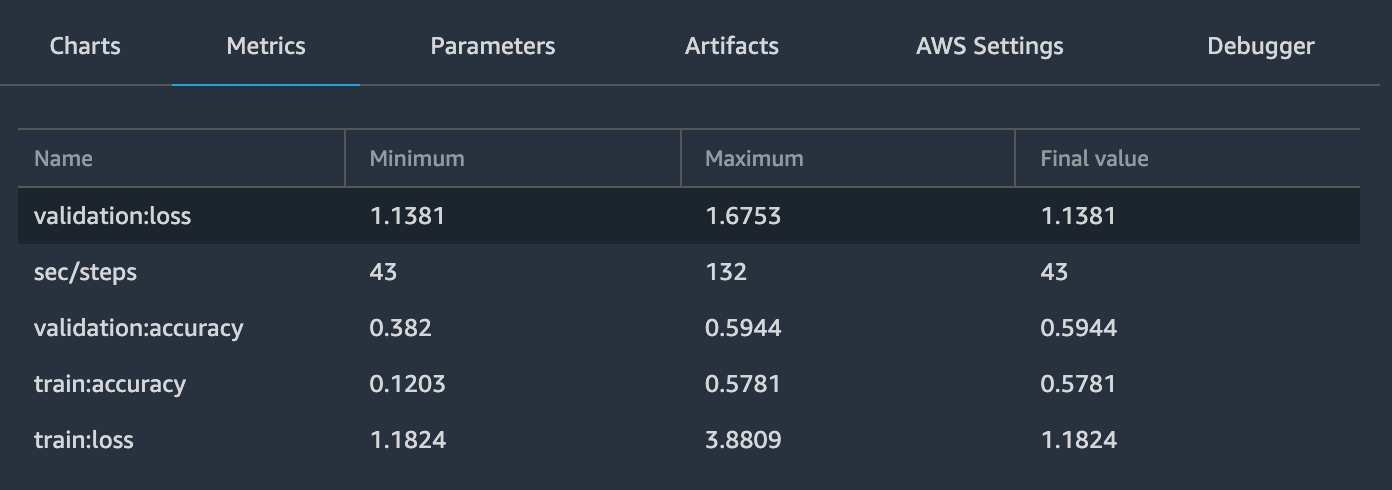 Charts Metrics Parameters Artifacts AWS Settings Debugger
Name Minimum Maximum Final value
validation:loss 1.1381 1.6753 1.1381
sec/steps 43 132 43
validation:accuracy 0.382 0.5944 0.5944
train:accuracy 0.1203 0.5781 0.5781
train:loss 1.1824 3.8809 1.1824